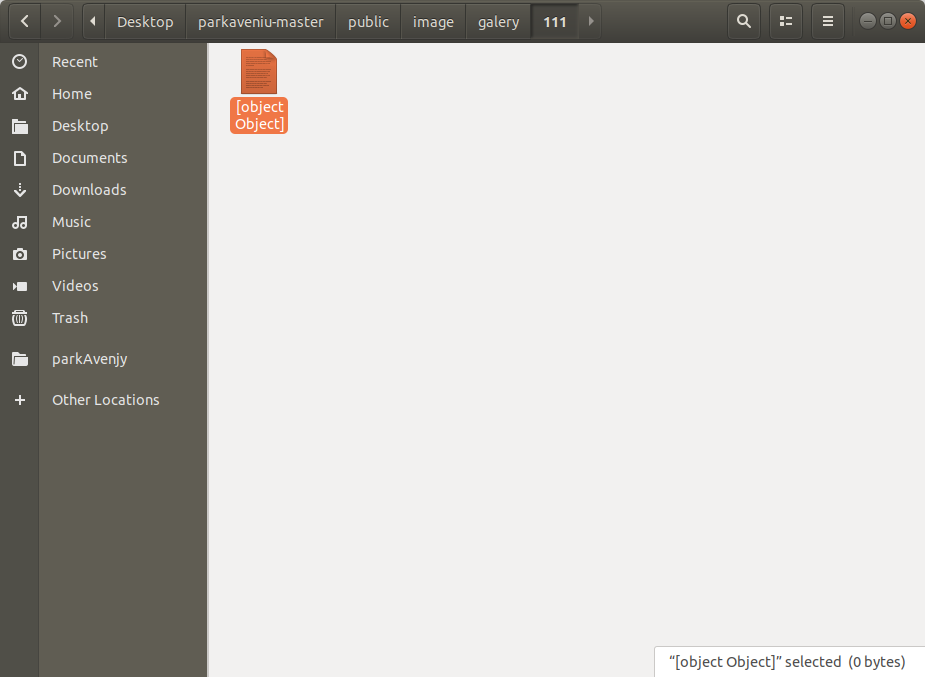 Desktop parkaveniu-master public image galery 111
Recent
Home
Desktop
Documents
Downloads
Music
Pictures
Videos
Trash
parkAvenjy
Other Locations
[object
Object]
“[object Object]” selected (0 bytes)